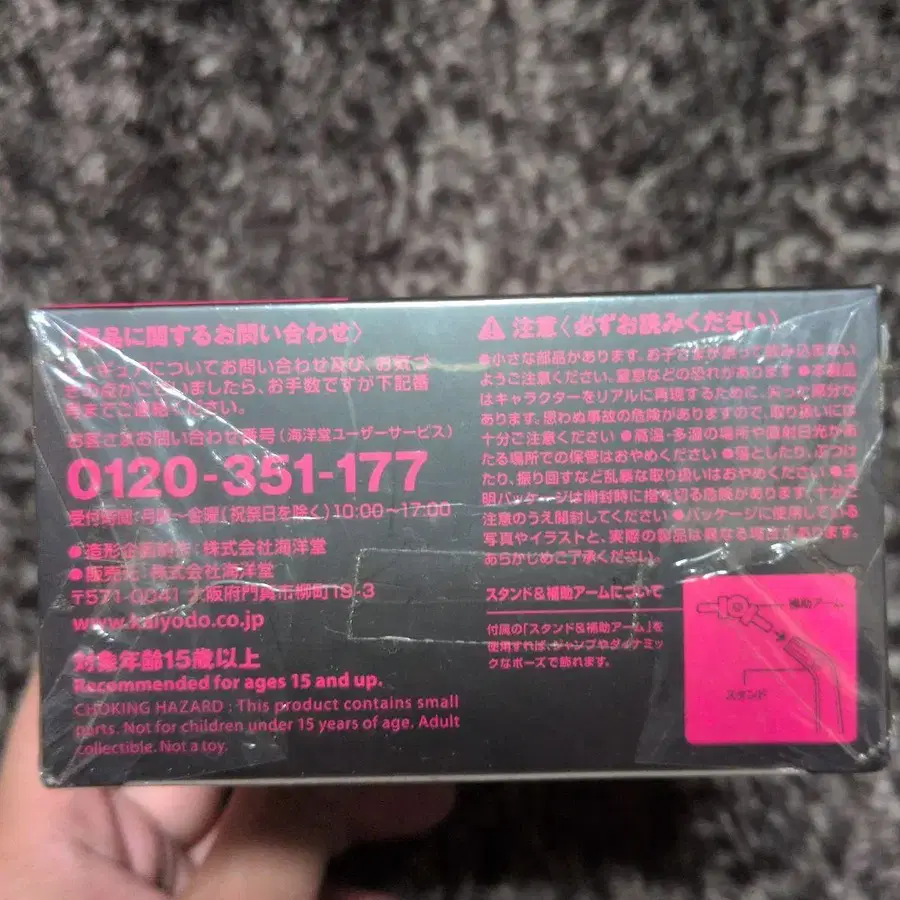 商品に関するお問い合わせ〉
フィギュアについてお問い合わせ及び、お気づ
きの点がございましたら、お手数ですが下記番
号までご連絡ください。
お客さまお問い合わせ番号(海洋堂ユーザーサービス)
0120-351-177
受付時間:月曜〜金曜(祝祭日を除く)10:00〜17:00
●造形企画制作:株式会社海洋堂
●販売元:株式会社海洋堂
〒571-0041 大阪府門真市柳町19-3
www.kaiyodo.co.jp
対象年齢15歳以上
Recommended for ages 15 and up.
CHOKING HAZARD : This product contains small
parts. Not for children under 15 years of age. Adult
collectible. Not a toy.
注意〈必ずお読みください〉
●小さな部品があります。お子さまが誤って飲み込まない
ようご注意ください。窒息などの恐れがあります ●本製品
はキャラクターをリアルに再現するために、尖った部分が
あります。思わぬ事故の危険がありますので、取り扱いには
十分ご注意ください ●高温・多湿の場所や直射日光があ
たる場所での保管はおやめください ●落としたり、ぶつけ
たり、振り回すなど乱暴な取り扱いはおやめください ●透
明パッケージは開封時に指を切る危険があります。十分ご
注意のうえ開封してください ●パッケージに使用している
写真やイラストと、実際の製品は異なる場合があります。
あらかじめご了承ください。
スタンド&補助アームについて
付属の「スタンド&補助アーム」を
使用すれば、ジャンプやダイナミッ
クなポーズで飾れます。
補助アーム
スタンド